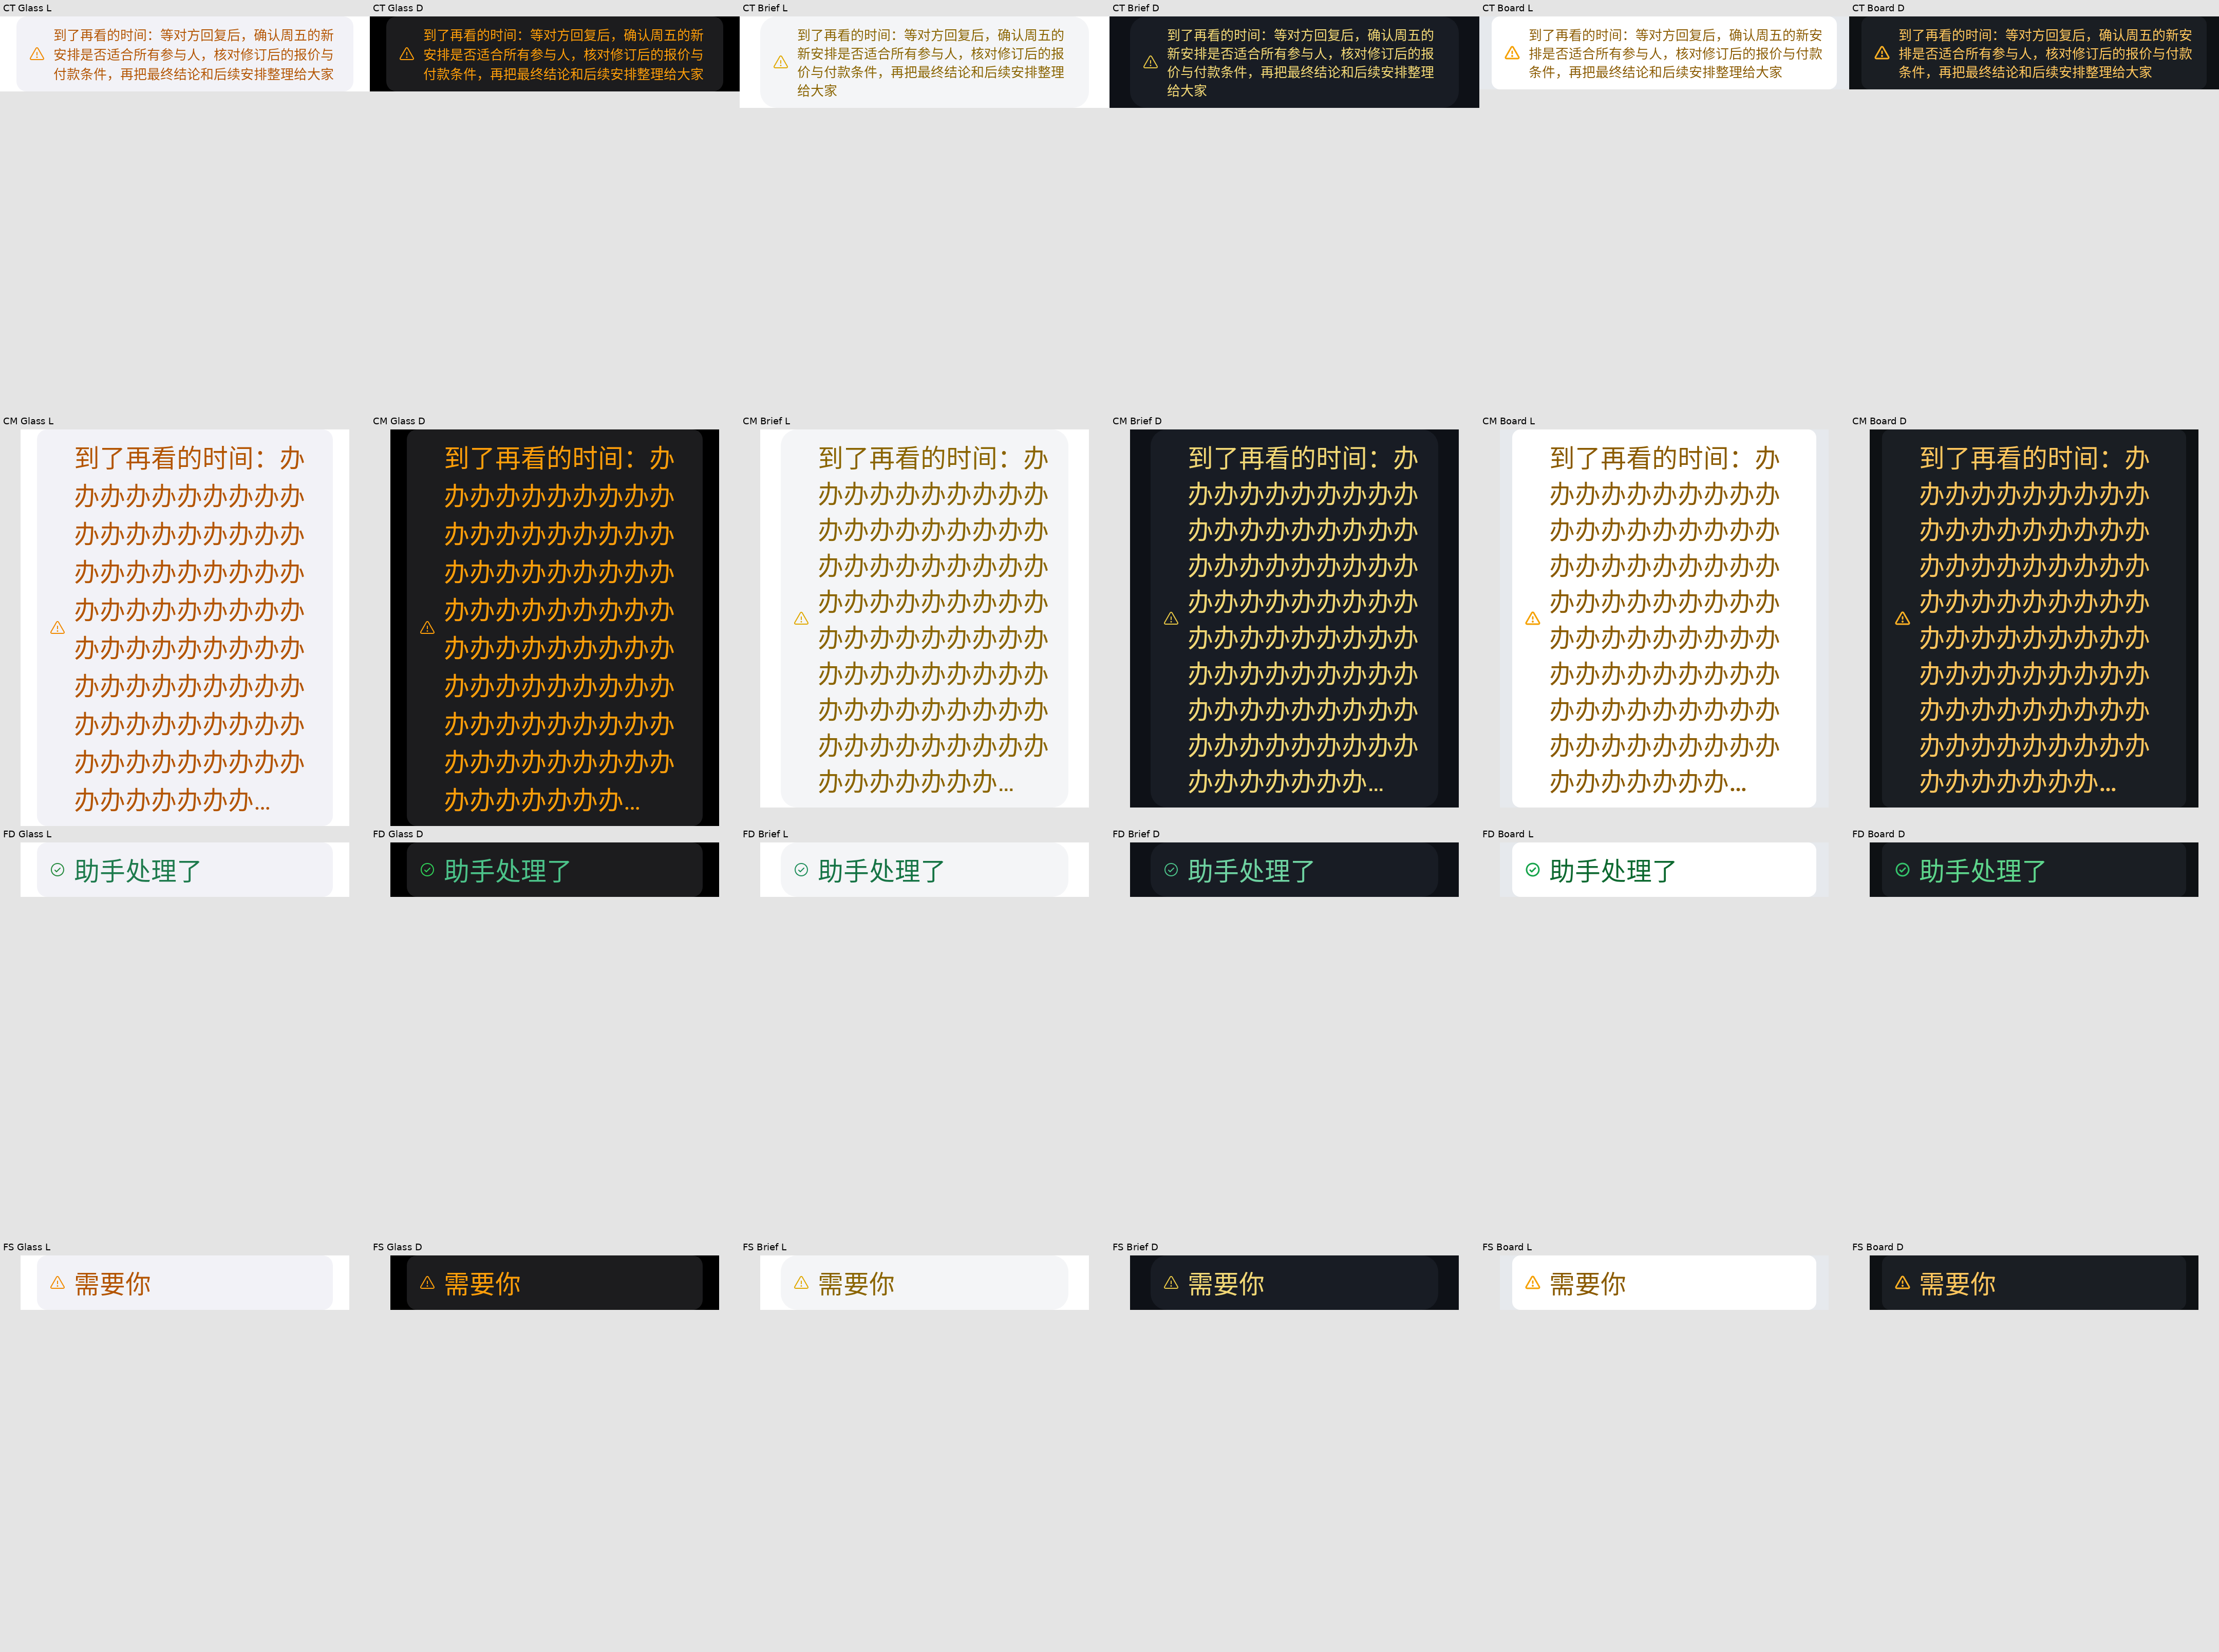 CT Glass L
到了再看的时间：等对方回复后，确认周五的新
安排是否适合所有参与人，核对修订后的报价与
付款条件，再把最终结论和后续安排整理给大家
CT Glass D
到了再看的时间：等对方回复后，确认周五的新
安排是否适合所有参与人，核对修订后的报价与
付款条件，再把最终结论和后续安排整理给大家
CT Brief L
到了再看的时间：等对方回复后，确认周五的
新安排是否适合所有参与人，核对修订后的报
价与付款条件，再把最终结论和后续安排整理
给大家
CT Brief D
到了再看的时间：等对方回复后，确认周五的
新安排是否适合所有参与人，核对修订后的报
价与付款条件，再把最终结论和后续安排整理
给大家
CT Board L
到了再看的时间：等对方回复后，确认周五的新安
排是否适合所有参与人，核对修订后的报价与付款
条件，再把最终结论和后续安排整理给大家
CT Board D
到了再看的时间：等对方回复后，确认周五的新安
排是否适合所有参与人，核对修订后的报价与付款
条件，再把最终结论和后续安排整理给大家
CM Glass L
到了再看的时间：办
办办办办办办办办办
办办办办办办办办办
办办办办办办办办办
办办办办办办办办办
办办办办办办办办办
办办办办办办办办办
办办办办办办办办办
办办办办办办办办办
办办办办办办办...
CM Glass D
到了再看的时间：办
办办办办办办办办办
办办办办办办办办办
办办办办办办办办办
办办办办办办办办办
办办办办办办办办办
办办办办办办办办办
办办办办办办办办办
办办办办办办办办办
办办办办办办办...
CM Brief L
到了再看的时间：办
办办办办办办办办办
办办办办办办办办办
办办办办办办办办办
办办办办办办办办办
办办办办办办办办办
办办办办办办办办办
办办办办办办办办办
办办办办办办办办办
办办办办办办办...
CM Brief D
到了再看的时间：办
办办办办办办办办办
办办办办办办办办办
办办办办办办办办办
办办办办办办办办办
办办办办办办办办办
办办办办办办办办办
办办办办办办办办办
办办办办办办办办办
办办办办办办办...
CM Board L
到了再看的时间：办
办办办办办办办办办
办办办办办办办办办
办办办办办办办办办
办办办办办办办办办
办办办办办办办办办
办办办办办办办办办
办办办办办办办办办
办办办办办办办办办
办办办办办办办...
CM Board D
到了再看的时间：办
办办办办办办办办办
办办办办办办办办办
办办办办办办办办办
办办办办办办办办办
办办办办办办办办办
办办办办办办办办办
办办办办办办办办办
办办办办办办办办办
办办办办办办办...
FD Glass L
助手处理了
FD Glass D
助手处理了
FD Brief L
助手处理了
FD Brief D
助手处理了
FD Board L
助手处理了
FD Board D
助手处理了
FS Glass L
需要你
FS Glass D
需要你
FS Brief L
需要你
FS Brief D
需要你
FS Board L
需要你
FS Board D
需要你